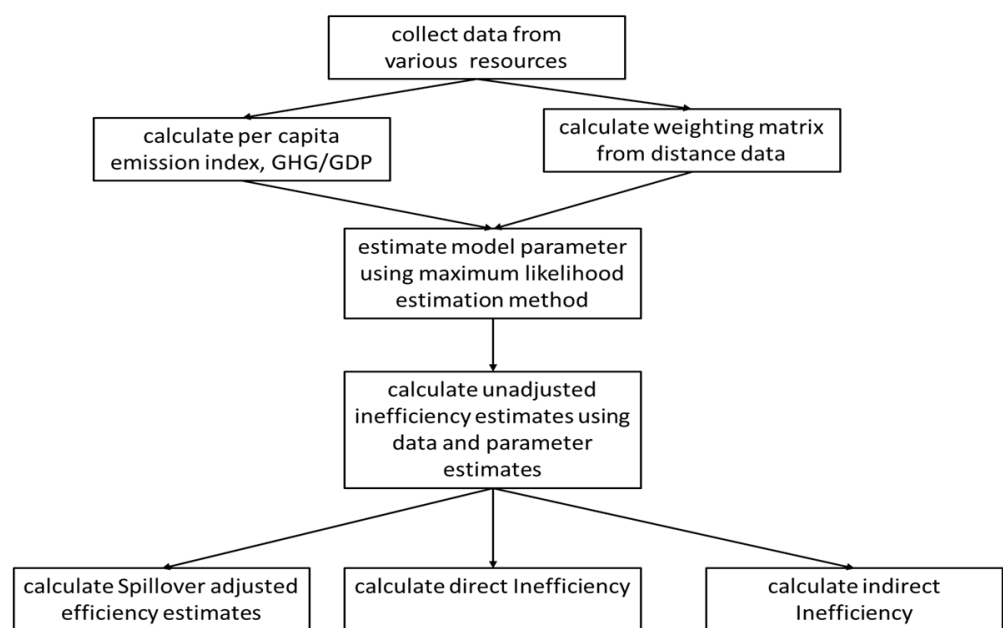 collect data from
various resources
calculate per capita
emission index, GHG/GDP
calculate weighting matrix
from distance data
estimate model parameter
using maximum likelihood
estimation method
calculate unadjusted
inefficiency estimates using
data and parameter
estimates
calculate Spillover adjusted
efficiency estimates
calculate direct Inefficiency
calculate indirect
Inefficiency